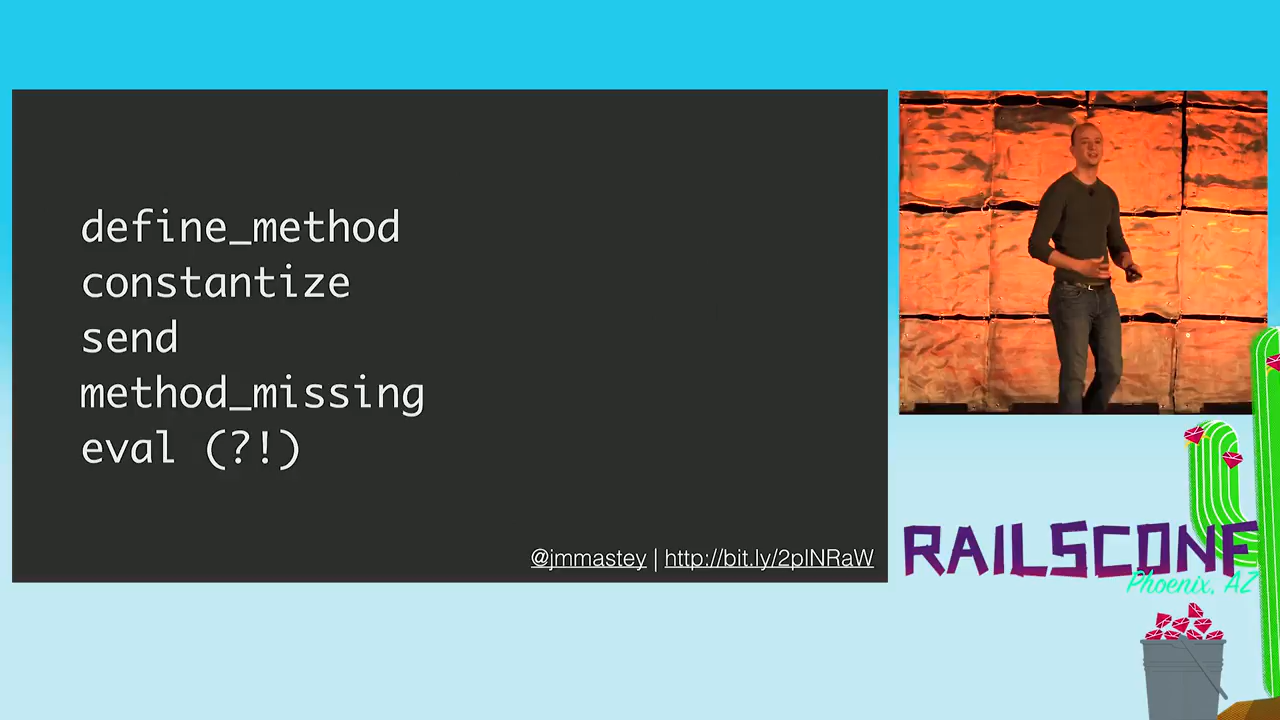 define_method
constantize
send
method_missing
eval (?!)
@jmmastey | http://bit.ly/2plNRaW
RAILSCONF
Phoenix, AZ